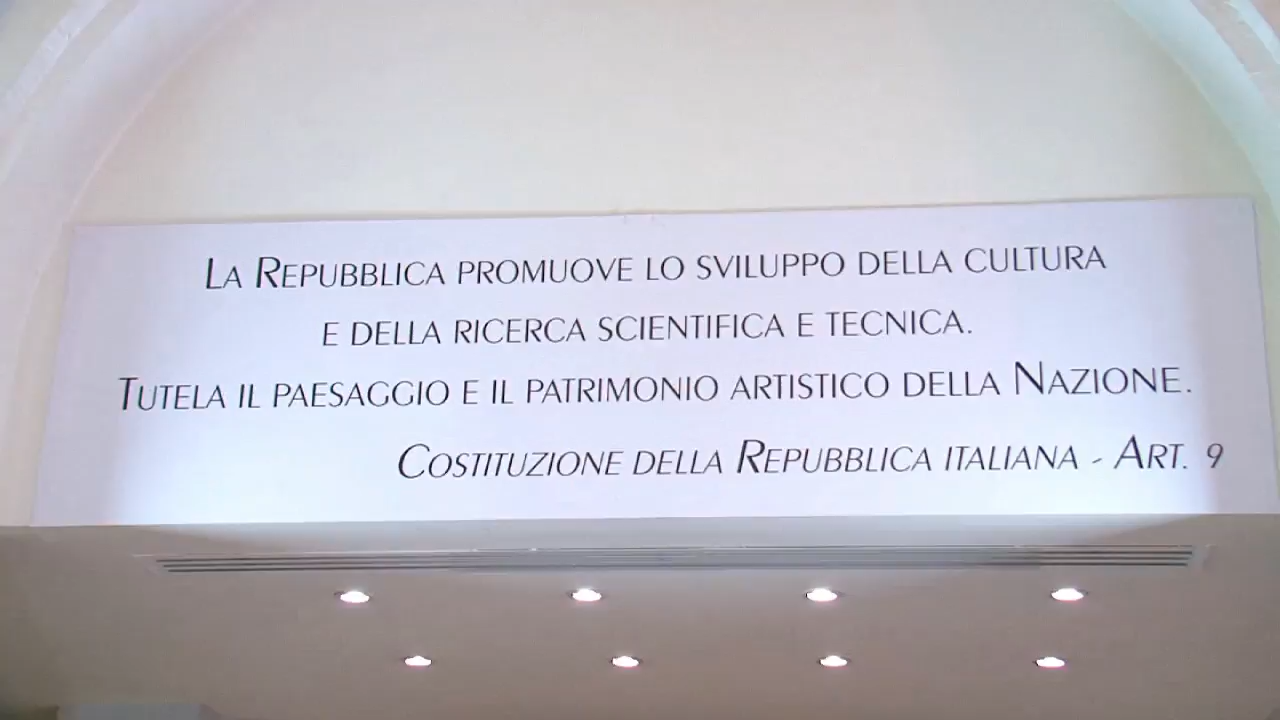 LA REPUBBLICA PROMUOVE LO SVILUPPO DELLA CULTURA
E DELLA RICERCA SCIENTIFICA E TECNICA.
TUTELA IL PAESAGGIO E IL PATRIMONIO ARTISTICO DELLA NAZIONE.
COSTITUZIONE DELLA REPUBBLICA ITALIANA - ART. 9